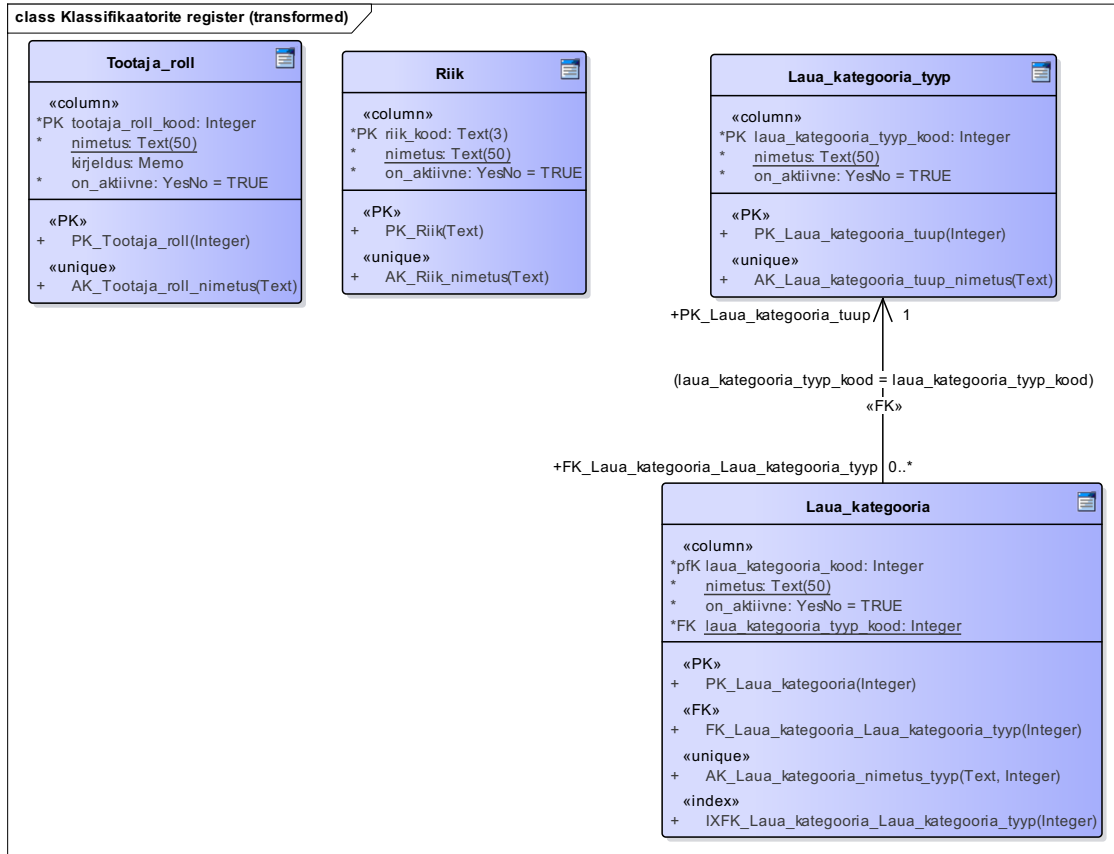 class Klassifikaatorite register (transformed)
Tootaja_roll
«column»
*PK tootaja_roll_kood: Integer
* nimetus: Text(50)
kirjeldus: Memo
* on_aktiivne: YesNo = TRUE
«PK»
+ PK_Tootaja_roll(Integer)
«unique»
+ AK_Tootaja_roll_nimetus(Text)
Riik
«column»
*PK riik_kood: Text(3)
* nimetus: Text(50)
* on_aktiivne: YesNo = TRUE
«PK»
+ PK_Riik(Text)
«unique»
+ AK_Riik_nimetus(Text)
Laua_kategooria_tyyp
«column»
*PK laua_kategooria_tyyp_kood: Integer
* nimetus: Text(50)
* on_aktiivne: YesNo = TRUE
«PK»
+ PK_Laua_kategooria_tuup(Integer)
«unique»
+ AK_Laua_kategooria_tuup_nimetus(Text)
+PK_Laua_kategooria_tuup 1
(laua_kategooria_tyyp_kood = laua_kategooria_tyyp_kood)
«FK»
+FK_Laua_kategooria_Laua_kategooria_tyyp 0..*
Laua_kategooria
«column»
*pfK laua_kategooria_kood: Integer
* nimetus: Text(50)
* on_aktiivne: YesNo = TRUE
*FK laua_kategooria_tyyp_kood: Integer
«PK»
+ PK_Laua_kategooria(Integer)
«FK»
+ FK_Laua_kategooria_Laua_kategooria_tyyp(Integer)
«unique»
+ AK_Laua_kategooria_nimetus_tyyp(Text, Integer)
«index»
+ IXFK_Laua_kategooria_Laua_kategooria_tyyp(Integer)